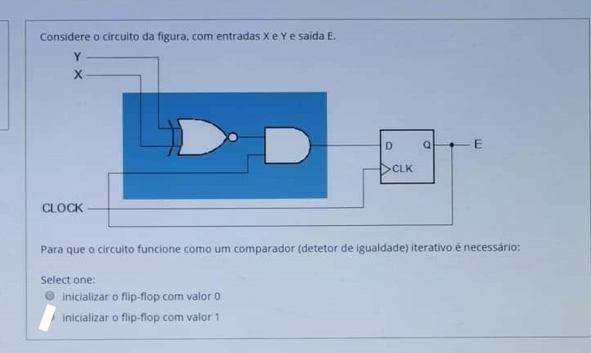 Considere o circuito da figura, com entradas X e Y e saída E.
Y
X
D Q E
CLK
CLOCK
Para que o circuito funcione como um comparador (detetor de igualdade) iterativo é necessário:
Select one:
inicializar o flip-flop com valor 0
inicializar o flip-flop com valor 1